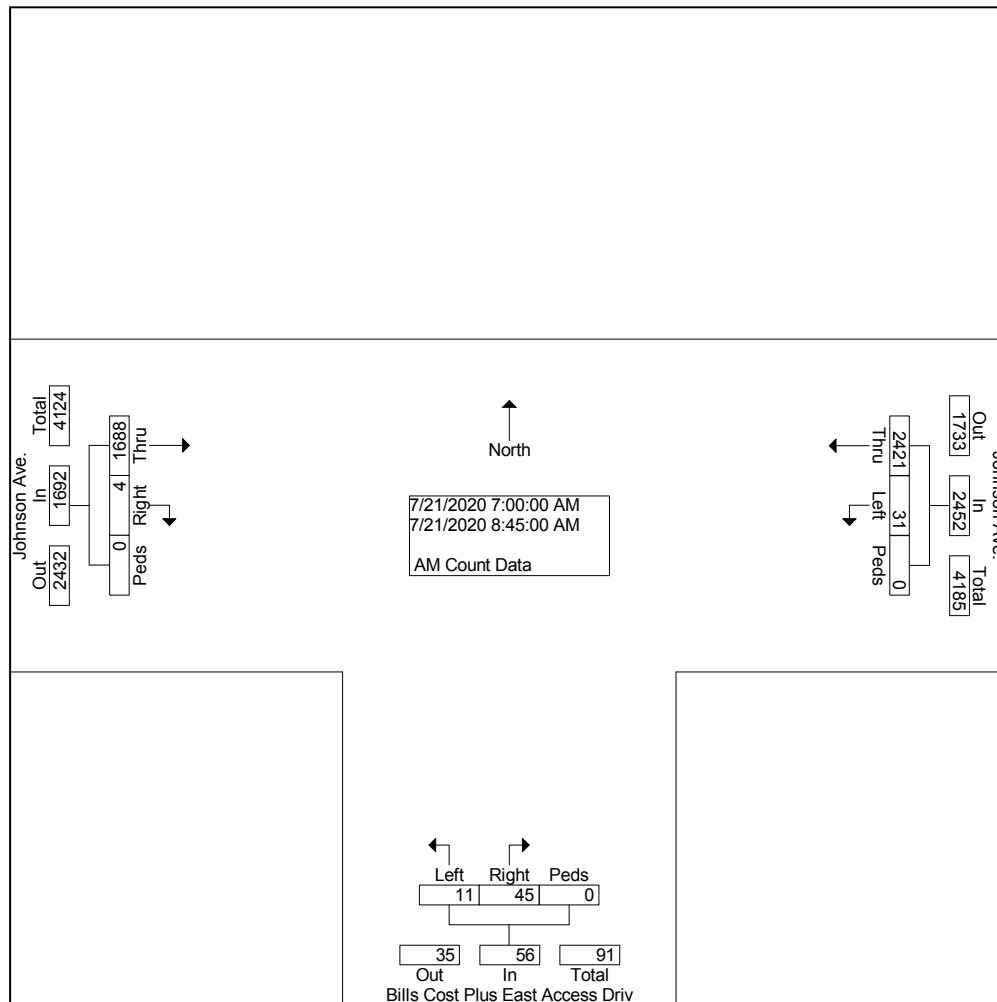 Johnson Ave.
Total
4124
In
1692
Out
2432
1688
Thru
4
Right
0
Peds
North
7/21/2020 7:00:00 AM
7/21/2020 8:45:00 AM
AM Count Data
2421
Thru
31
Left
0
Peds
Out
1733
In
2452
Total
4185
Johnson Ave.
Left Right Peds
11 45 0
35 56 91
Out In Total
Bills Cost Plus East Access Driv